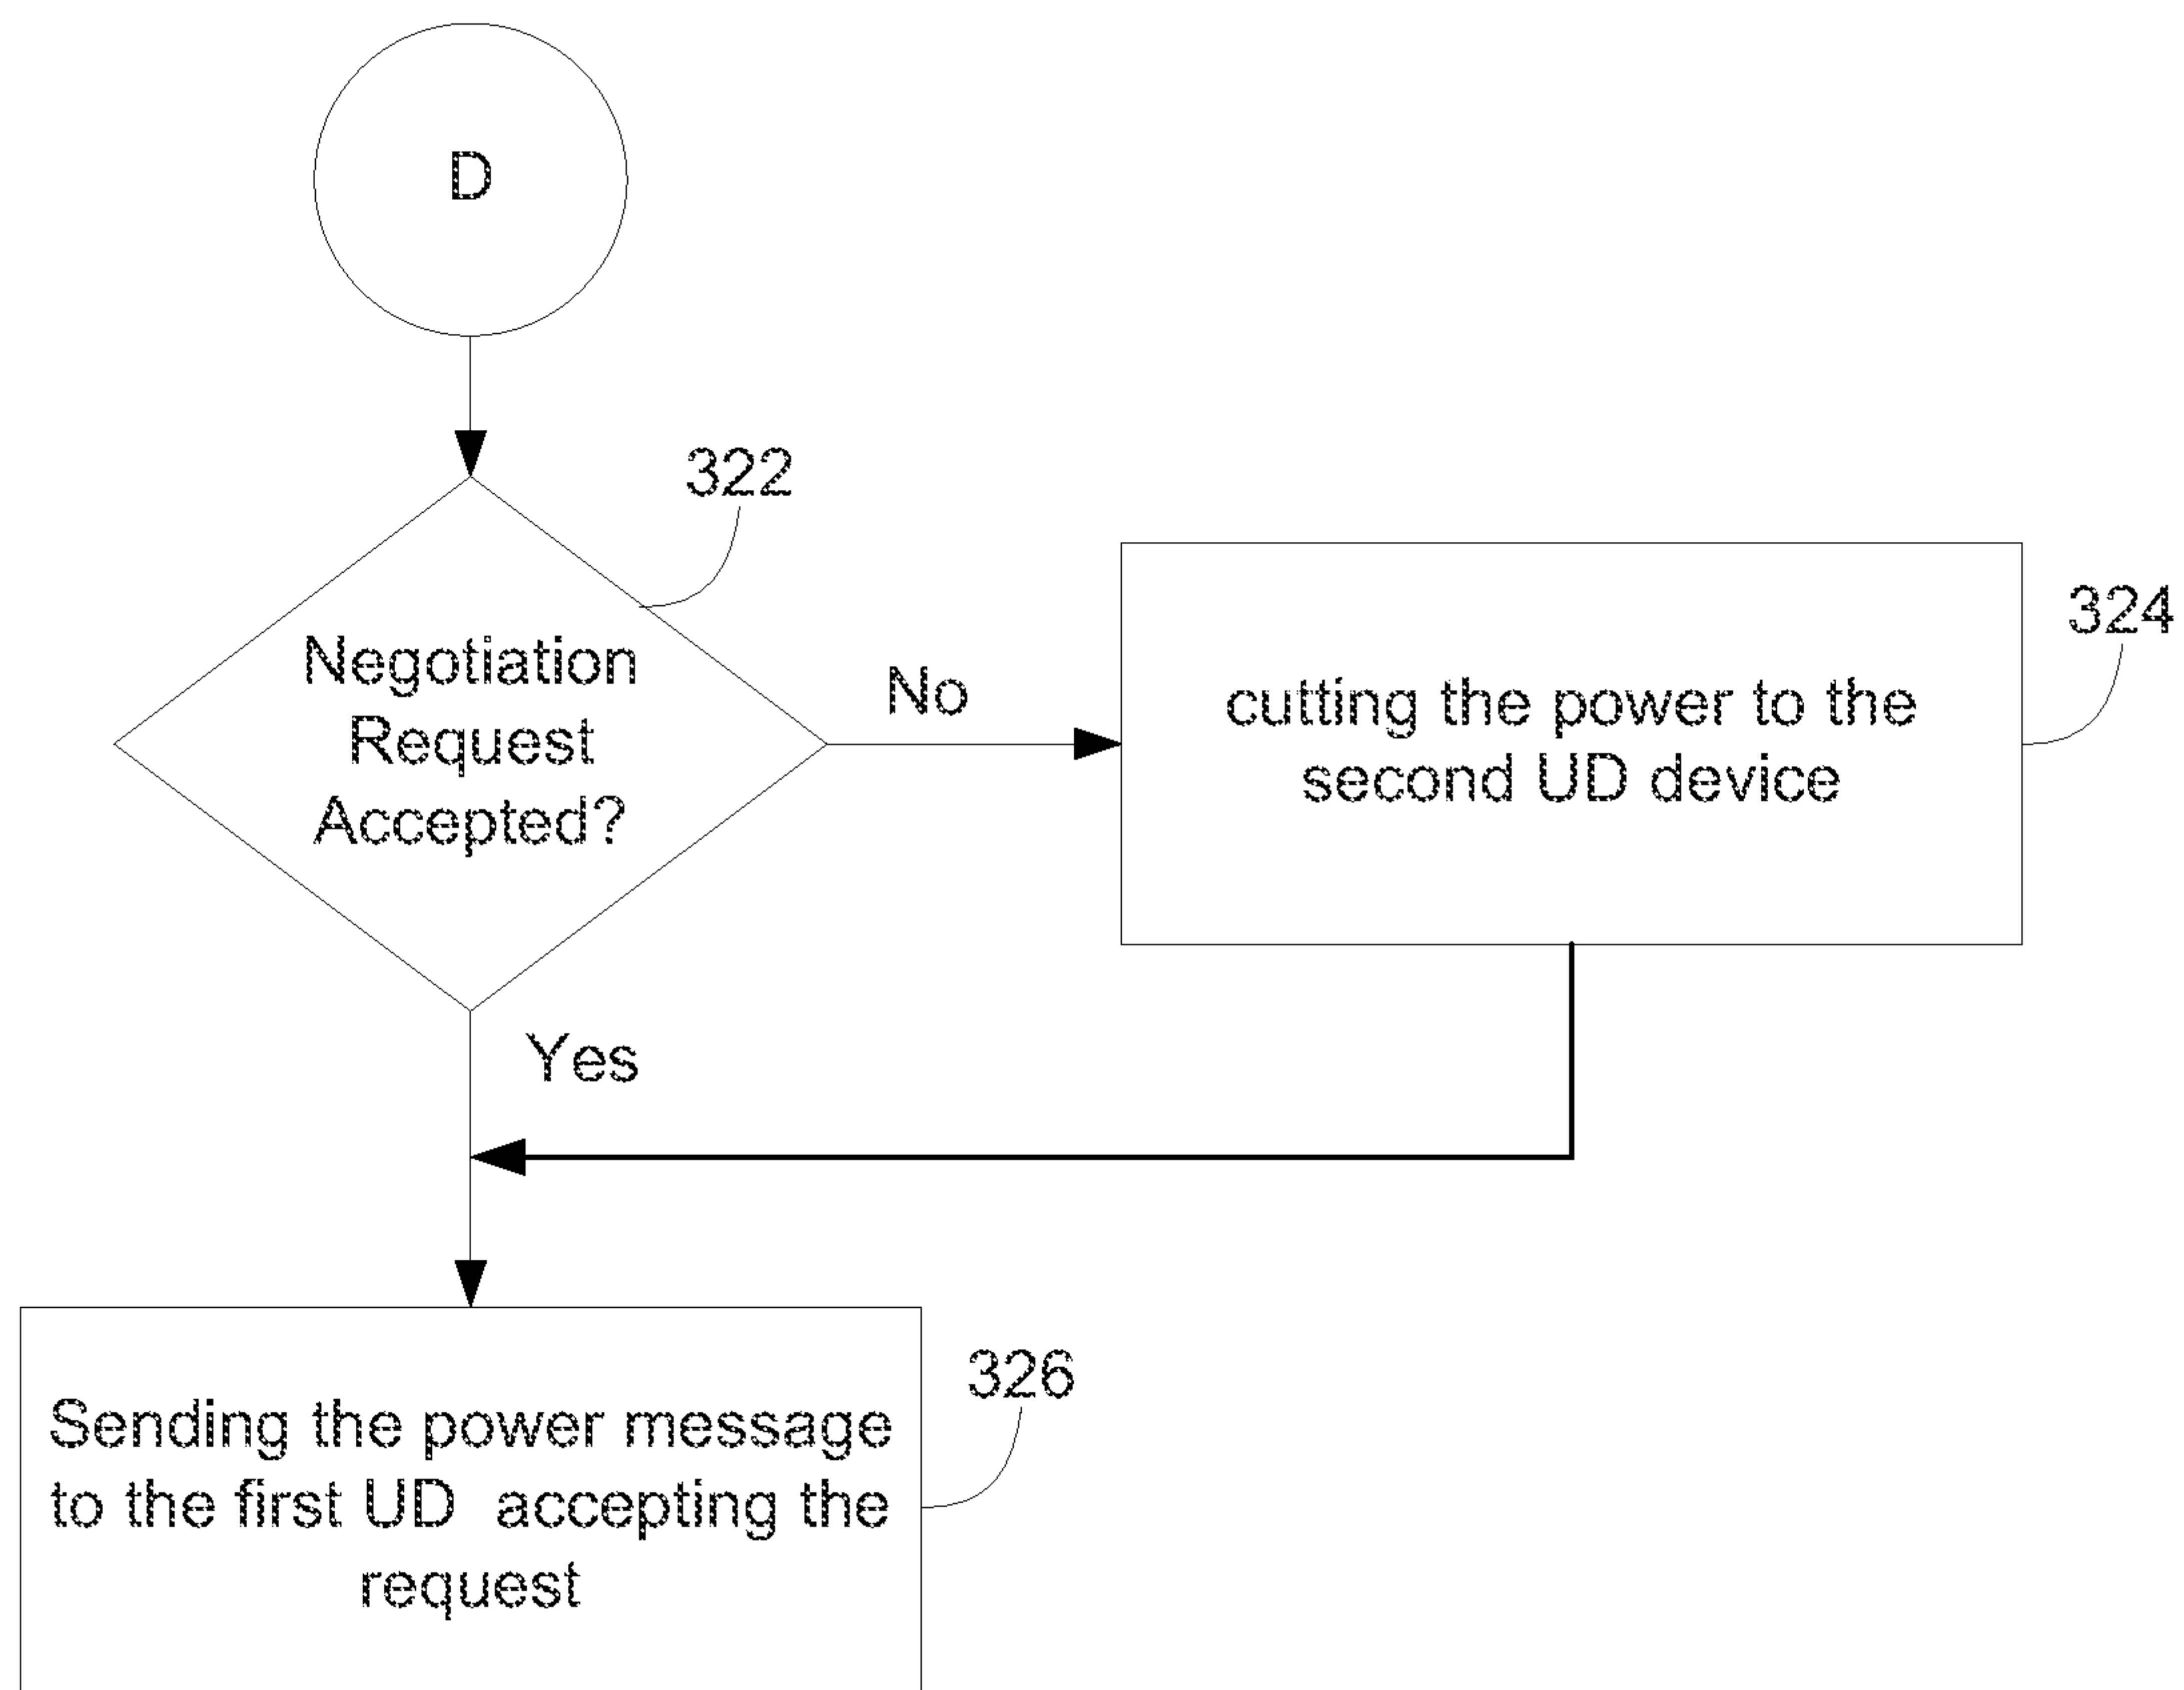 D
322
Negotiation
Request
Accepted?
No
cutting the power to the
second UD device
324
Yes
Sending the power message
to the first UD accepting the
request
326